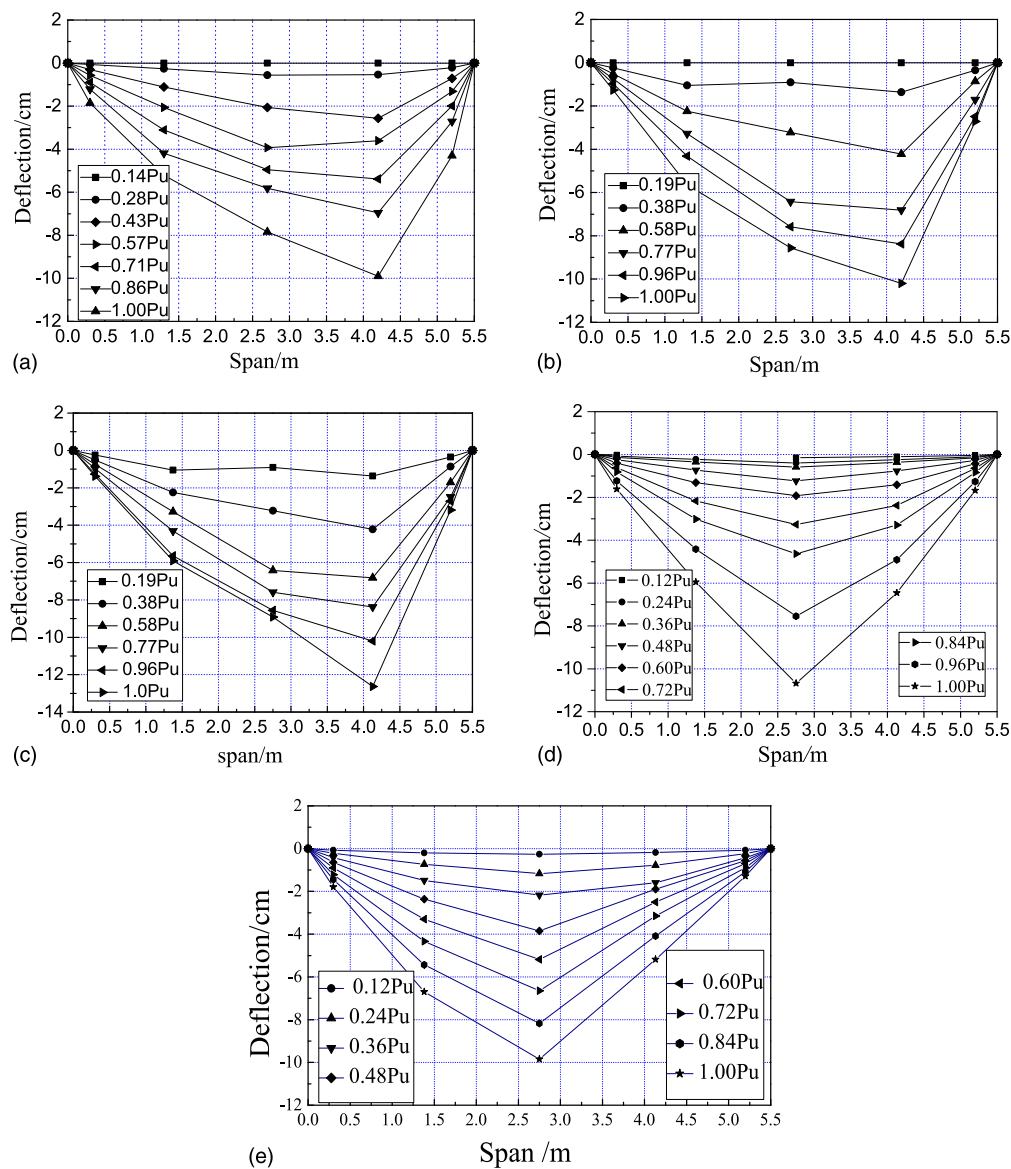 2
0
-2
-4
-6
-8
-10
-12
Deflection/cm
0.14Pu
0.28Pu
0.43Pu
0.57Pu
0.71Pu
0.86Pu
1.00Pu
0.0 0.5 1.0 1.5 2.0 2.5 3.0 3.5 4.0 4.5 5.0 5.5
Span/m
(a)
2
0
-2
-4
-6
-8
-10
-12
Deflection/cm
0.19Pu
0.38Pu
0.58Pu
0.77Pu
0.96Pu
1.00Pu
0.0 0.5 1.0 1.5 2.0 2.5 3.0 3.5 4.0 4.5 5.0 5.5
Span/m
(b)
2
0
-2
-4
-6
-8
-10
-12
-14
Deflection/cm
0.19Pu
0.38Pu
0.58Pu
0.77Pu
0.96Pu
1.0Pu
0.0 0.5 1.0 1.5 2.0 2.5 3.0 3.5 4.0 4.5 5.0 5.5
span/m
(c)
2
0
-2
-4
-6
-8
-10
-12
Deflection/cm
0.12Pu
0.24Pu
0.36Pu
0.48Pu
0.60Pu
0.72Pu
0.84Pu
0.96Pu
1.00Pu
0.0 0.5 1.0 1.5 2.0 2.5 3.0 3.5 4.0 4.5 5.0 5.5
Span/m
(d)
2
0
-2
-4
-6
-8
-10
-12
Deflection/cm
0.12Pu
0.24Pu
0.36Pu
0.48Pu
0.60Pu
0.72Pu
0.84Pu
1.00Pu
0.0 0.5 1.0 1.5 2.0 2.5 3.0 3.5 4.0 4.5 5.0 5.5
Span /m
(e)